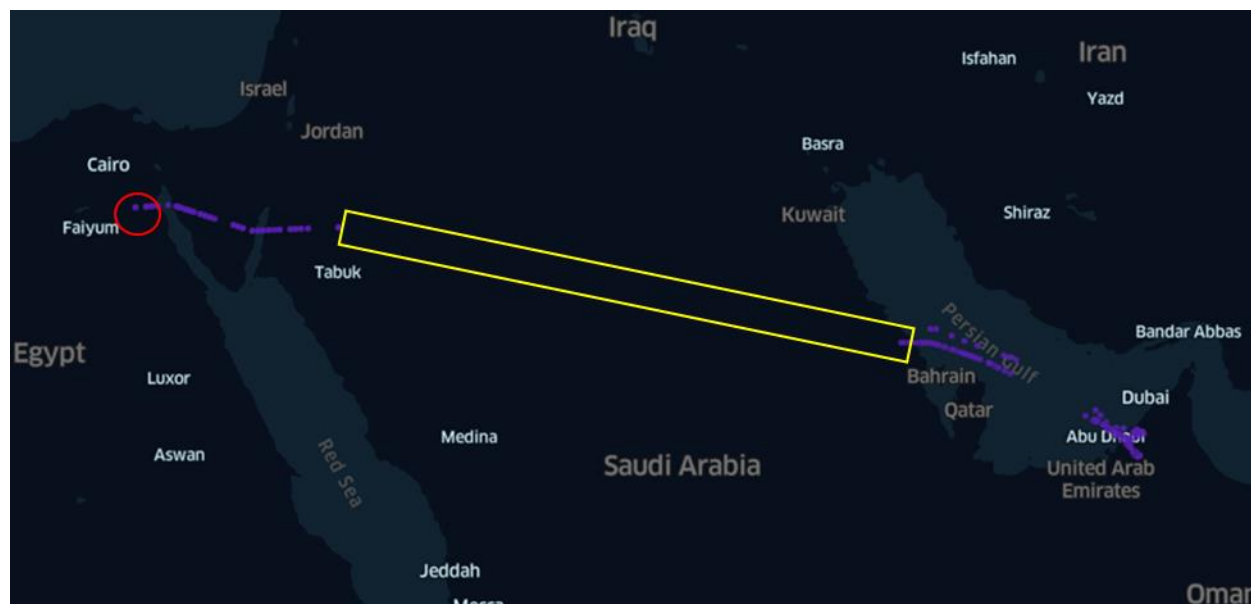 Iraq
Isfahan
Iran
Israel
Yazd
Jordan
Basra
Cairo
Kuwait
Shiraz
Faiyum
Tabuk
Persian Gulf
Bandar Abbas
Egypt
Luxor
Bahrain
Dubai
Qatar
Medina
Abu Dhabi
Aswan
Red Sea
Saudi Arabia
United Arab
Emirates
Jeddah
Oman